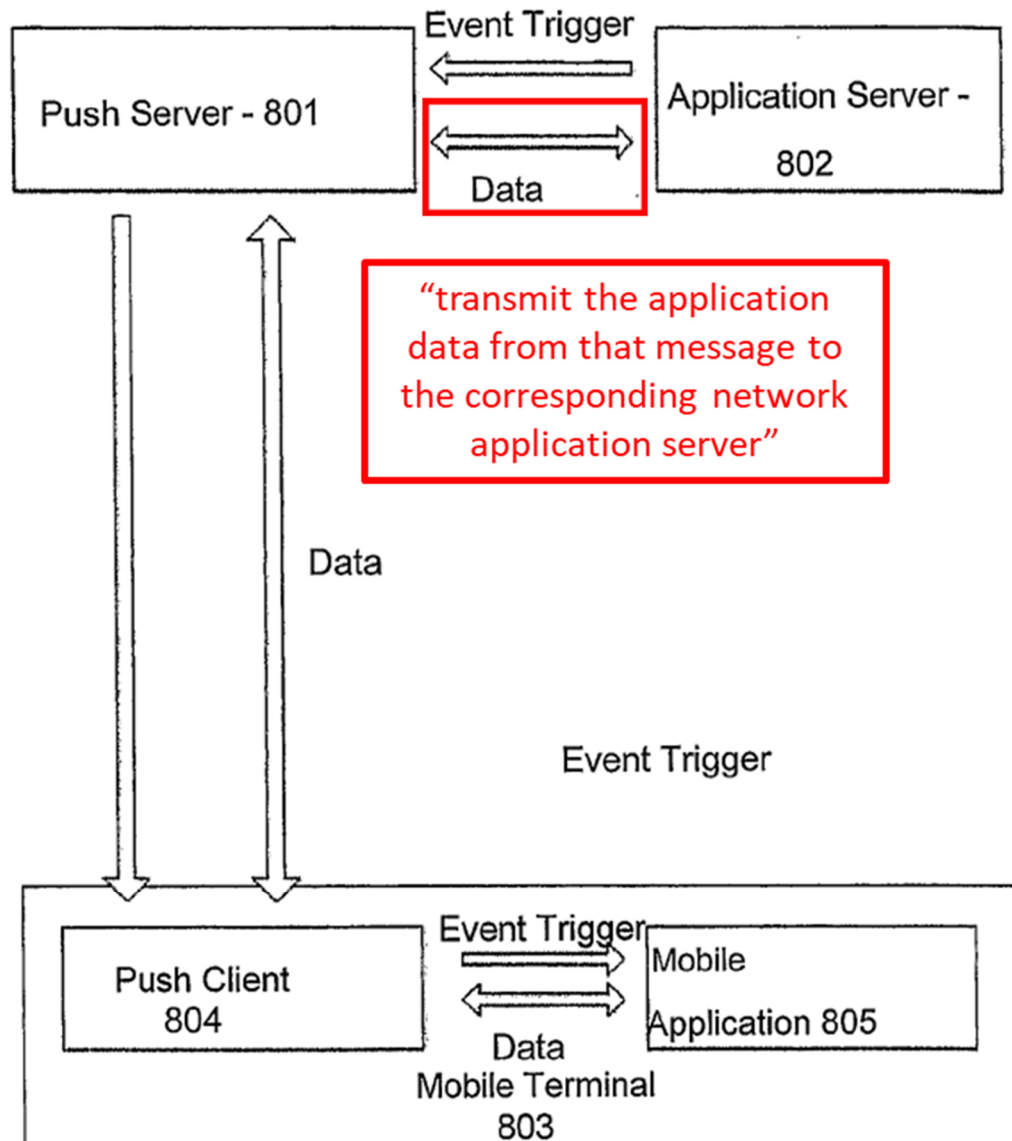 Event Trigger
Push Server - 801
Application Server -
802
Data
“transmit the application
data from that message to
the corresponding network
application server”
Data
Event Trigger
Event Trigger
Push Client
804
Mobile
Application 805
Data
Mobile Terminal
803